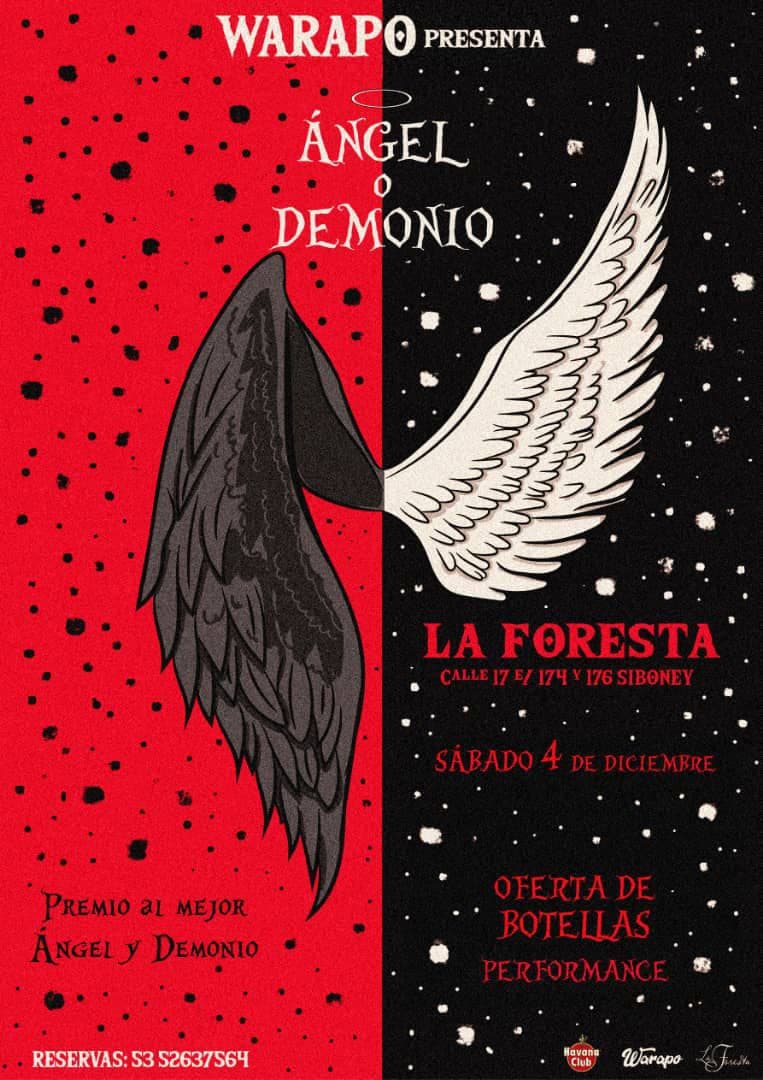 WARAPO PRESENTA
ÁNGEL
O
DEMONIO
LA FORESTA
CALLE 17 E/ 174 Y 176 SIBONEY
SÁBADO 4 DE DICIEMBRE
PREMIO AL MEJOR
ÁNGEL Y DEMONIO
OFERTA DE
BOTELLAS
PERFORMANCE
RESERVAS: 53 52637564
Havana
Club
Warapo
La Foresta